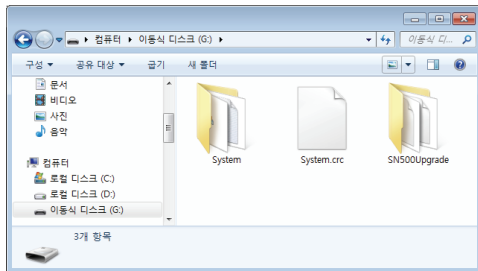 컴퓨터 ▸ 이동식 디스크 (G:) ▸
이동식 디...
구성 ▾ 공유 대상 ▾ 굽기 새 폴더
문서
비디오
사진
음악
컴퓨터
로컬 디스크 (C:)
로컬 디스크 (D:)
이동식 디스크 (G:)
System
System.crc
SN500Upgrade
3개 항목